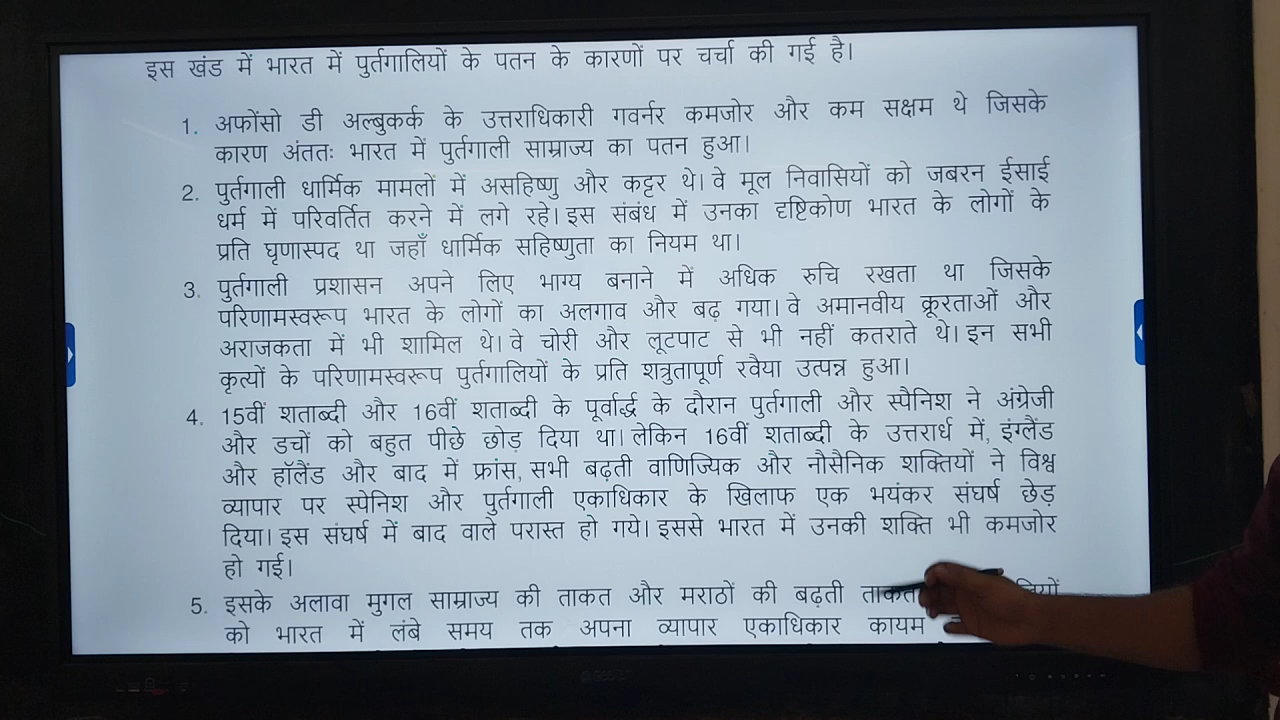 इस खंड में भारत में पुर्तगालियों के पतन के कारणों पर चर्चा की गई है।
1. अफोंसो डी अल्बुकर्क के उत्तराधिकारी गवर्नर कमजोर और कम सक्षम थे जिसके
कारण अंततः भारत में पुर्तगाली साम्राज्य का पतन हुआ।
2. पुर्तगाली धार्मिक मामलों में असहिष्णु और कट्टर थे। वे मूल निवासियों को जबरन ईसाई
धर्म में परिवर्तित करने में लगे रहे। इस संबंध में उनका दृष्टिकोण भारत के लोगों के
प्रति घृणास्पद था जहाँ धार्मिक सहिष्णुता का नियम था।
3. पुर्तगाली प्रशासन अपने लिए भाग्य बनाने में अधिक रुचि रखता था जिसके
परिणामस्वरूप भारत के लोगों का अलगाव और बढ़ गया। वे अमानवीय क्रूरताओं और
अराजकता में भी शामिल थे। वे चोरी और लूटपाट से भी नहीं कतराते थे। इन सभी
कृत्यों के परिणामस्वरूप पुर्तगालियों के प्रति शत्रुतापूर्ण रवैया उत्पन्न हुआ।
4. 15वीं शताब्दी और 16वीं शताब्दी के पूर्वार्द्ध के दौरान पुर्तगाली और स्पैनिश ने अंग्रेजी
और डचों को बहुत पीछे छोड़ दिया था। लेकिन 16वीं शताब्दी के उत्तरार्ध में, इंग्लैंड
और हॉलैंड और बाद में फ्रांस, सभी बढ़ती वाणिज्यिक और नौसैनिक शक्तियों ने विश्व
व्यापार पर स्पेनिश और पुर्तगाली एकाधिकार के खिलाफ एक भयंकर संघर्ष छेड़
दिया। इस संघर्ष में बाद वाले परास्त हो गये। इससे भारत में उनकी शक्ति भी कमजोर
हो गई।
5. इसके अलावा मुगल साम्राज्य की ताकत और मराठों की बढ़ती ताकत
को भारत में लंबे समय तक अपना व्यापार एकाधिकार कायम